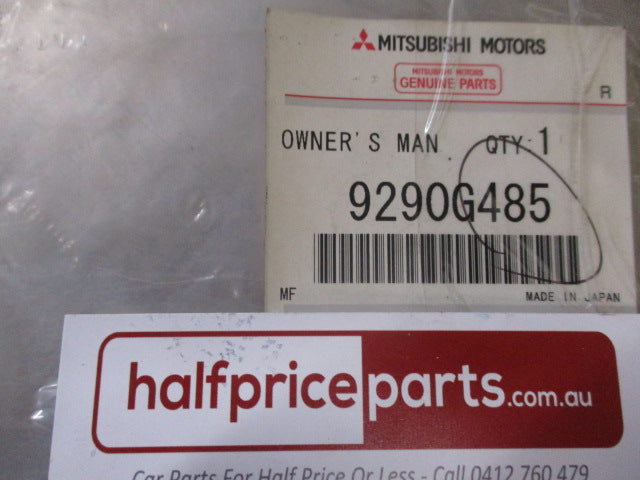 MITSUBISHI MOTORS
MITSUBISHI MOTORS
GENUINE PARTS
R
OWNER'S MAN QTY:1
9290G485
MF MADE IN JAPAN
halfpriceparts.com.au
Car Parts For Half Price Or Less - Call 0412 760 479